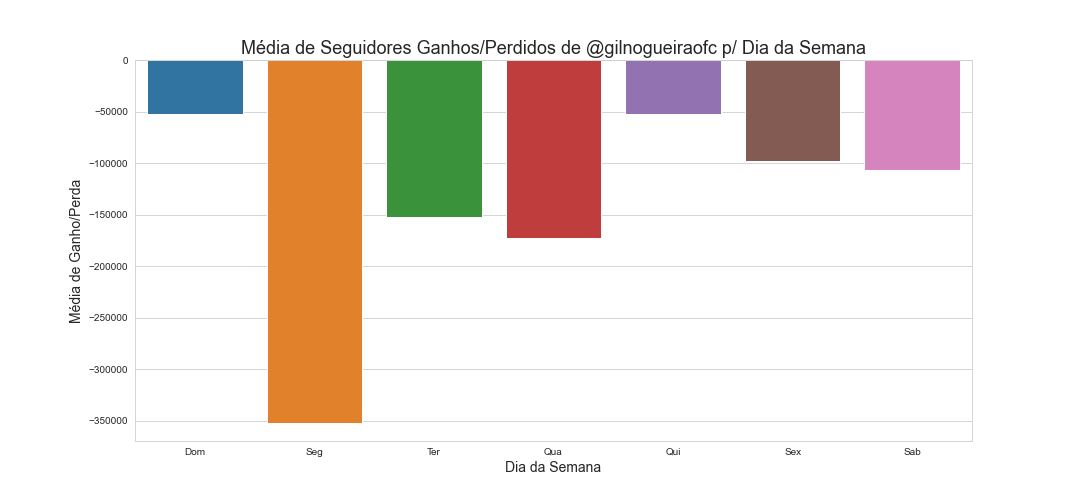 Média de Seguidores Ganhos/Perdidos de @gilnogueiraofc p/ Dia da Semana
Média de Ganho/Perda
0
−50000
−100000
−150000
−200000
−250000
−300000
−350000
Dom Seg Ter Qua Qui Sex Sab
Dia da Semana